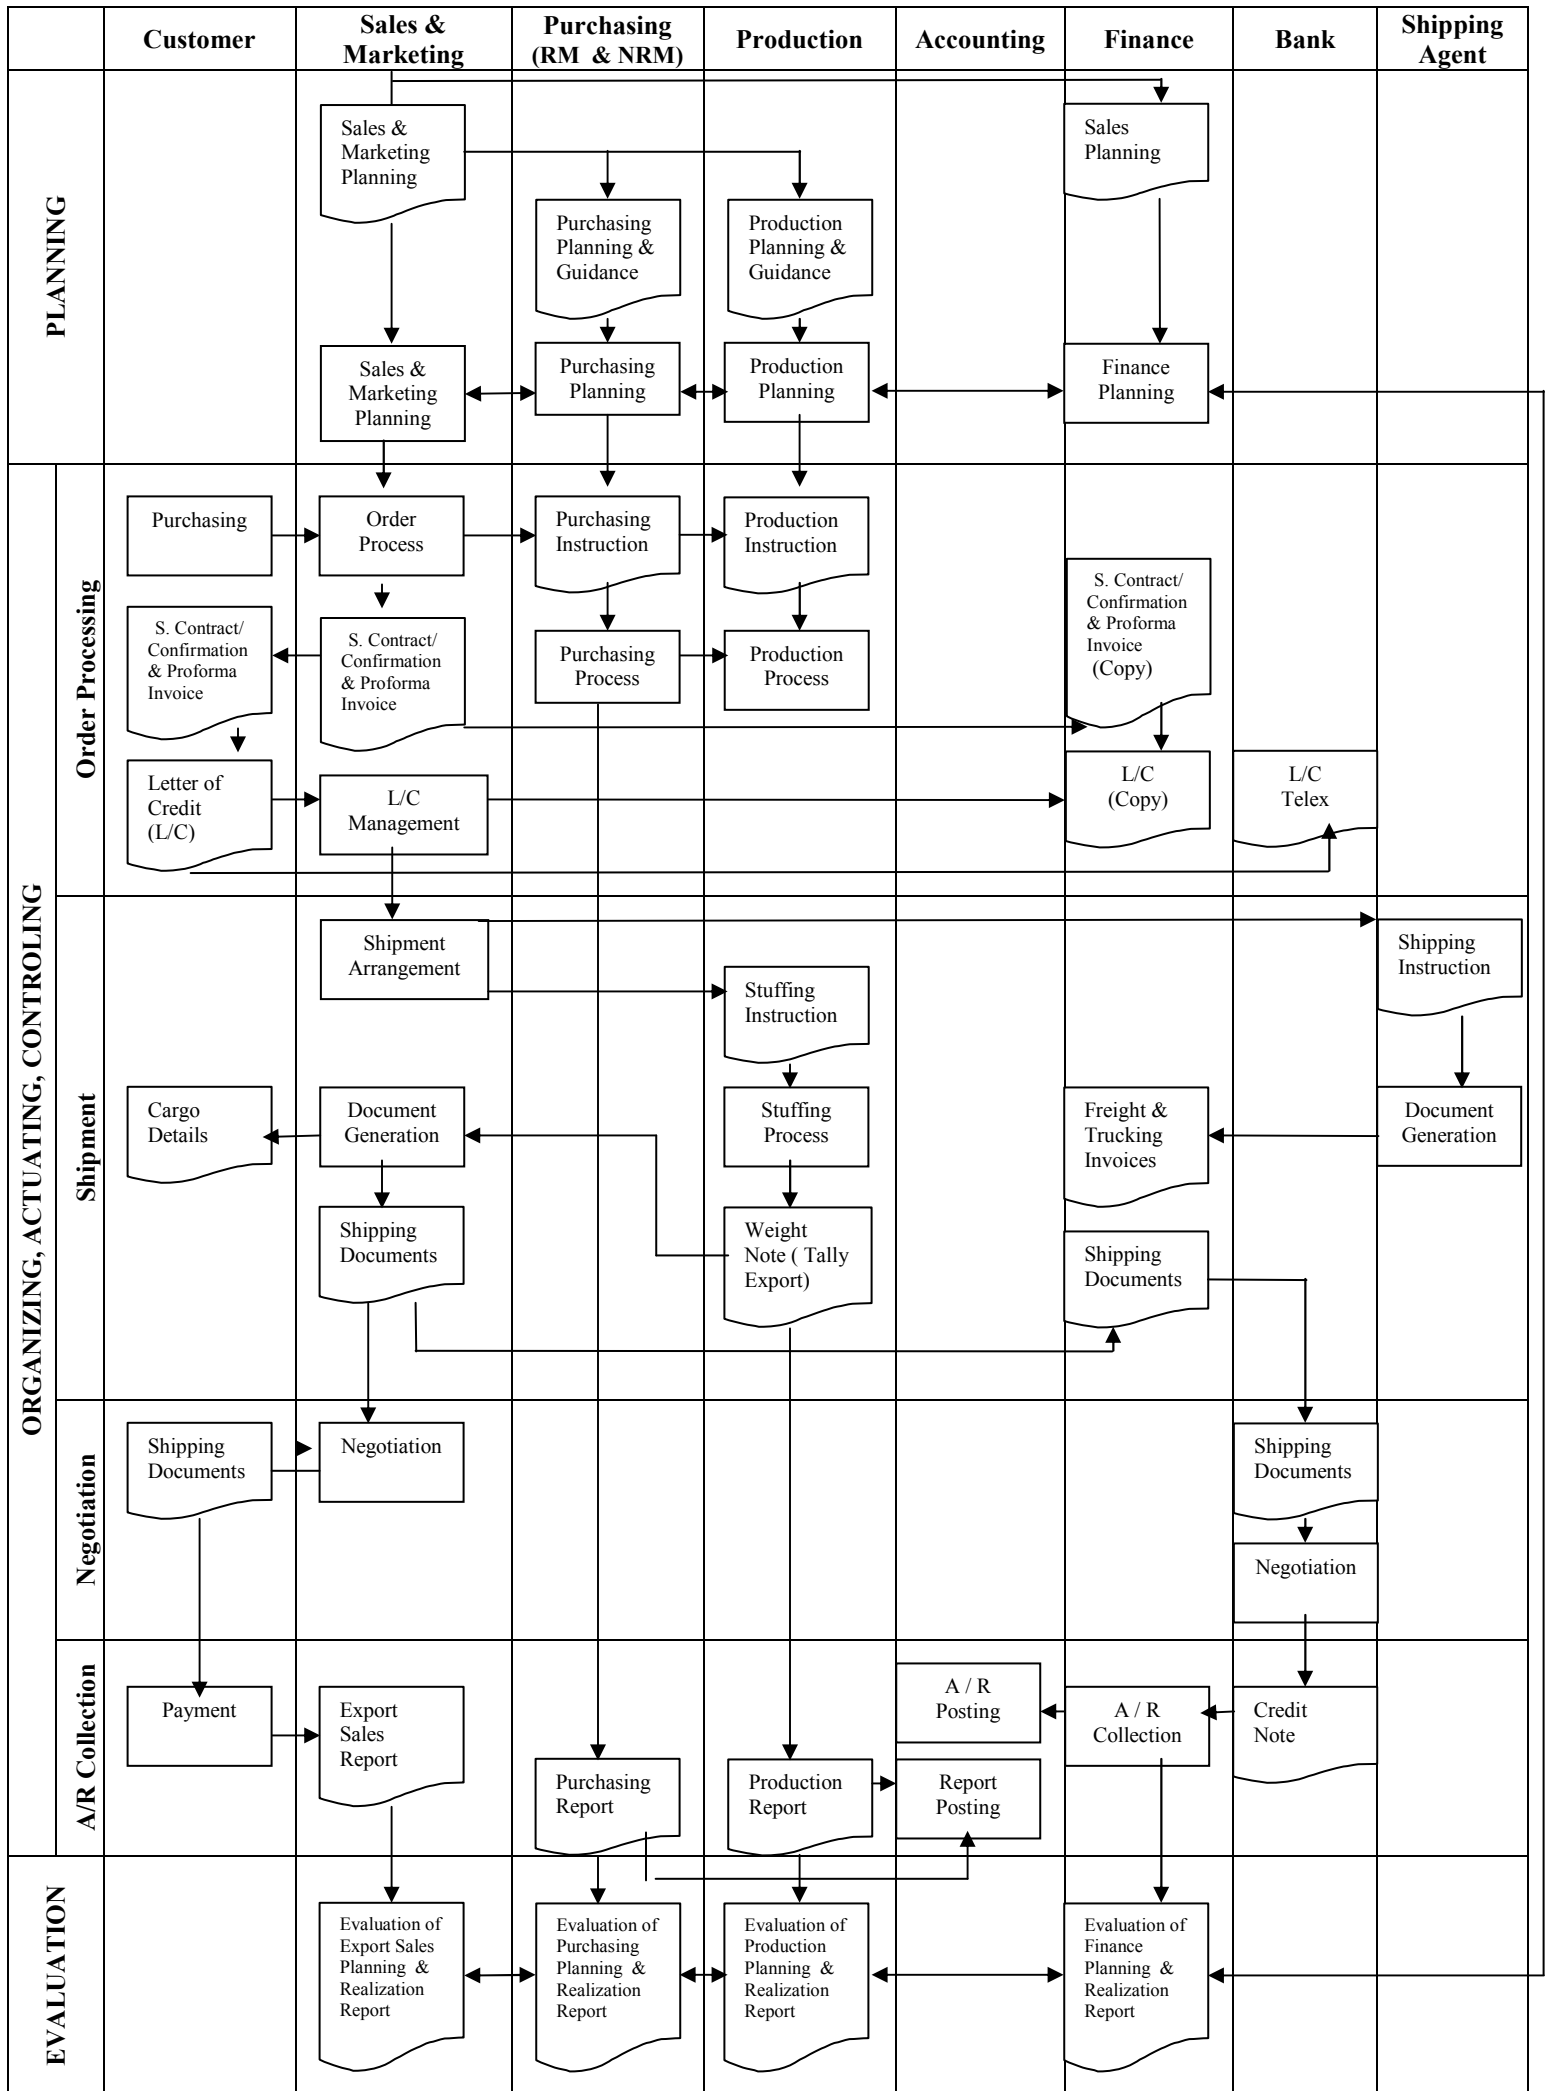 Customer
Sales &
Marketing
Purchasing
(RM & NRM)
Production
Accounting
Finance
Bank
Shipping
Agent
PLANNING
Sales &
Marketing
Planning
Sales
Planning
Purchasing
Planning &
Guidance
Production
Planning &
Guidance
Sales &
Marketing
Planning
Purchasing
Planning
Production
Planning
Finance
Planning
ORGANIZING, ACTUATING, CONTROLING
Order Processing
Purchasing
Order
Process
Purchasing
Instruction
Production
Instruction
S. Contract/
Confirmation
& Proforma
Invoice
(Copy)
S. Contract/
Confirmation
& Proforma
Invoice
S. Contract/
Confirmation
& Proforma
Invoice
Purchasing
Process
Production
Process
Letter of
Credit
(L/C)
L/C
Management
L/C
(Copy)
L/C
Telex
Shipment
Shipment
Arrangement
Shipping
Instruction
Stuffing
Instruction
Cargo
Details
Document
Generation
Stuffing
Process
Freight &
Trucking
Invoices
Document
Generation
Shipping
Documents
Weight
Note ( Tally
Export)
Shipping
Documents
Negotiation
Shipping
Documents
Negotiation
Shipping
Documents
Negotiation
A/R Collection
Payment
Export
Sales
Report
A / R
Posting
A / R
Collection
Credit
Note
Purchasing
Report
Production
Report
Report
Posting
EVALUATION
Evaluation of
Export Sales
Planning &
Realization
Report
Evaluation of
Purchasing
Planning &
Realization
Report
Evaluation of
Production
Planning &
Realization
Report
Evaluation of
Finance
Planning &
Realization
Report